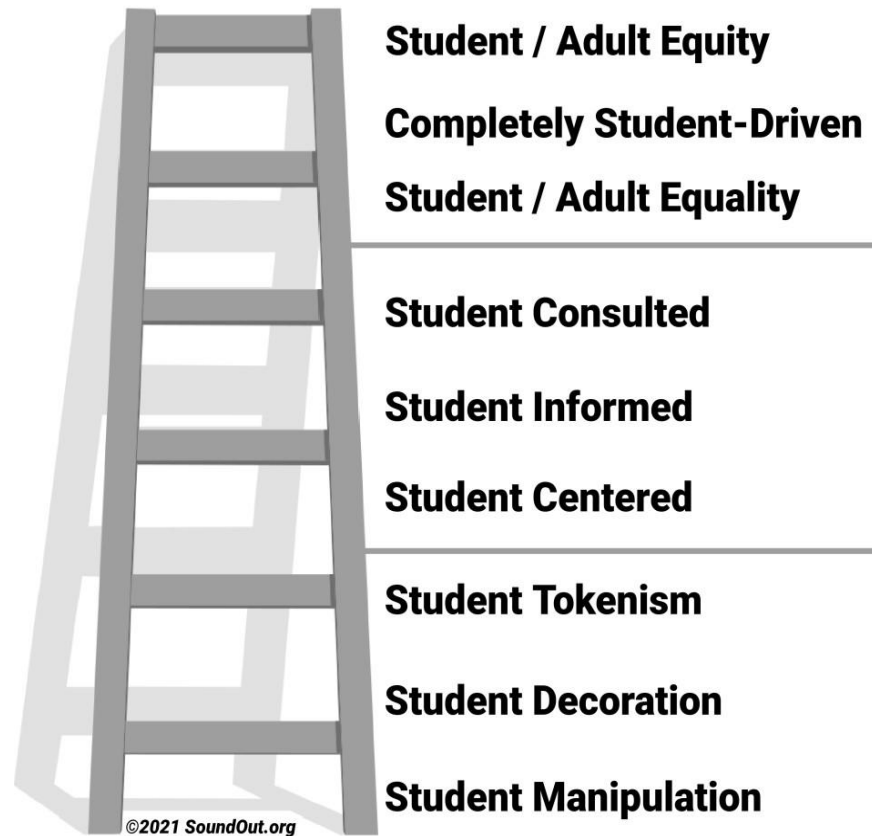 Student / Adult Equity
Completely Student-Driven
Student / Adult Equality
Student Consulted
Student Informed
Student Centered
Student Tokenism
Student Decoration
Student Manipulation
©2021 SoundOut.org